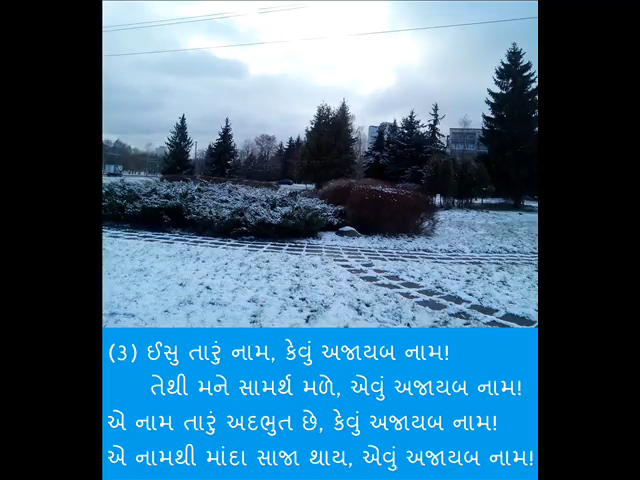 (3) ઈસુ તારું નામ, કેવું અજાયબ નામ!
તેથી મને સામર્થ મળે, એવું અજાયબ નામ!
એ નામ તારું અદભુત છે, કેવું અજાયબ નામ!
એ નામથી માંદા સાજા થાય, એવું અજાયબ નામ!